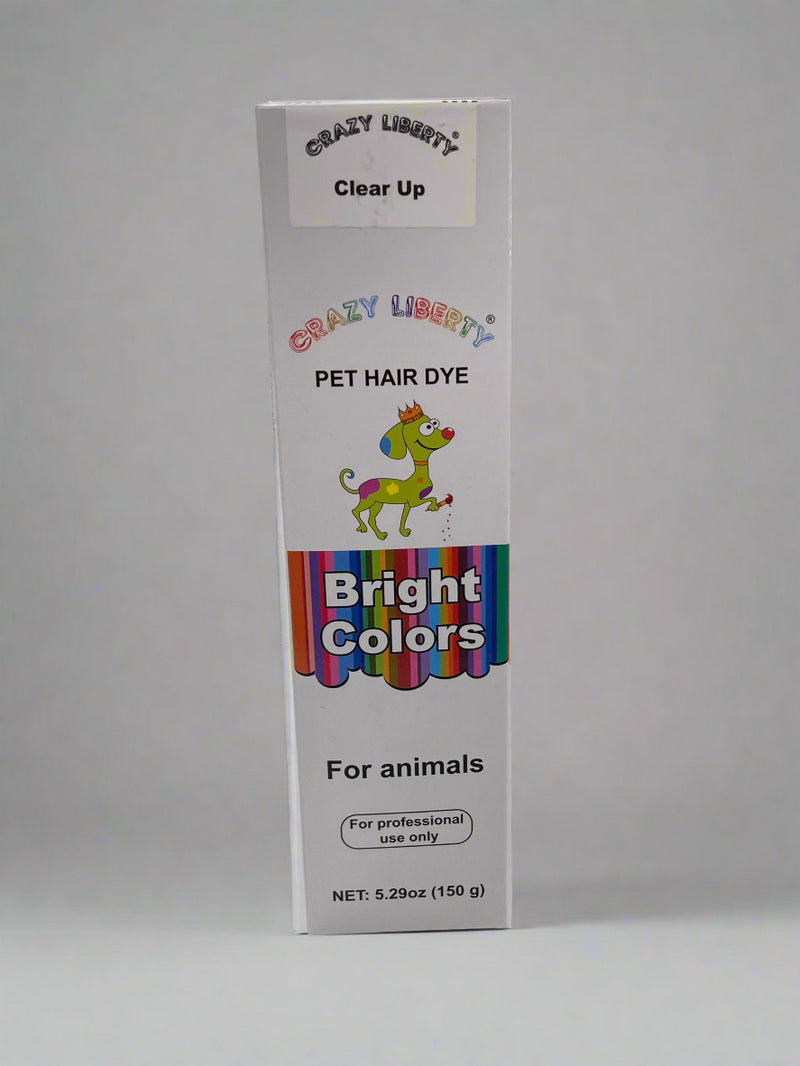 CRAZY LIBERTY®
Clear Up
CRAZY LIBERTY®
PET HAIR DYE
Bright
Colors
For animals
For professional
use only
NET: 5.29oz (150 g)